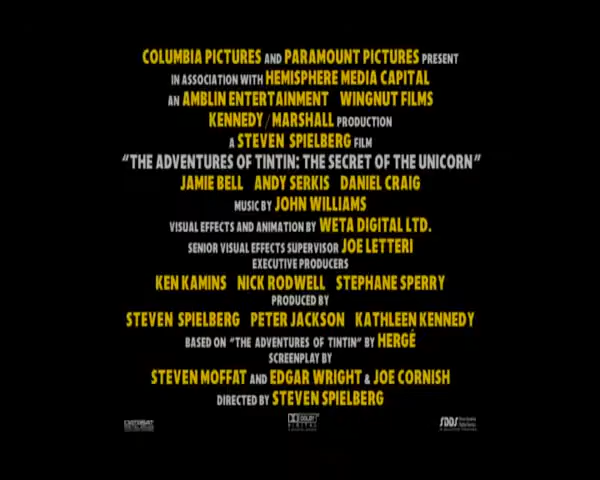 COLUMBIA PICTURES AND PARAMOUNT PICTURES PRESENT
IN ASSOCIATION WITH HEMISPHERE MEDIA CAPITAL
AN AMBLIN ENTERTAINMENT WINGNUT FILMS
KENNEDY / MARSHALL PRODUCTION
A STEVEN SPIELBERG FILM
"THE ADVENTURES OF TINTIN: THE SECRET OF THE UNICORN"
JAMIE BELL ANDY SERKIS DANIEL CRAIG
MUSIC BY JOHN WILLIAMS
VISUAL EFFECTS AND ANIMATION BY WETA DIGITAL LTD.
SENIOR VISUAL EFFECTS SUPERVISOR JOE LETTERI
EXECUTIVE PRODUCERS
KEN KAMINS NICK RODWELL STEPHANE SPERRY
PRODUCED BY
STEVEN SPIELBERG PETER JACKSON KATHLEEN KENNEDY
BASED ON "THE ADVENTURES OF TINTIN" BY HERGÉ
SCREENPLAY BY
STEVEN MOFFAT AND EDGAR WRIGHT & JOE CORNISH
DIRECTED BY STEVEN SPIELBERG
DATASAT DOLBY SDDS
DIGITAL